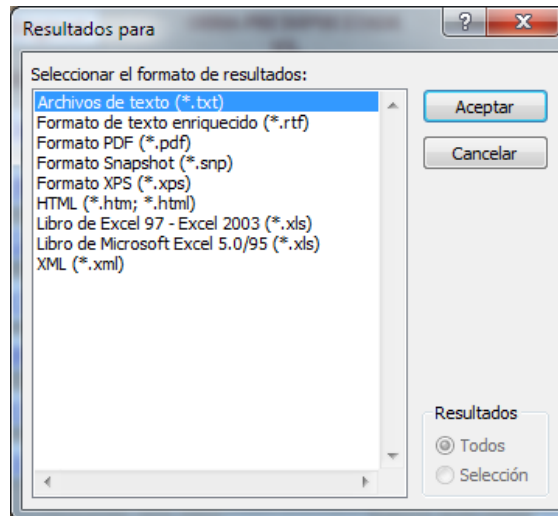 Resultados para
Seleccionar el formato de resultados:
Archivos de texto (*.txt)
Formato de texto enriquecido (*.rtf)
Formato PDF (*.pdf)
Formato Snapshot (*.snp)
Formato XPS (*.xps)
HTML (*.htm; *.html)
Libro de Excel 97 - Excel 2003 (*.xls)
Libro de Microsoft Excel 5.0/95 (*.xls)
XML (*.xml)
Aceptar
Cancelar
Resultados
Todos
Selección